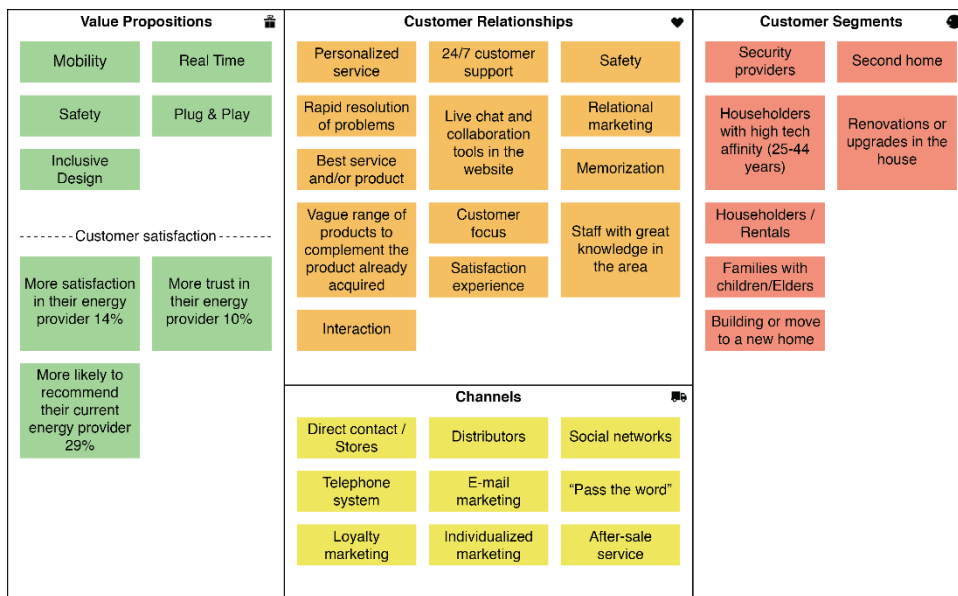 Value Propositions
Mobility
Real Time
Safety
Plug & Play
Inclusive
Design
Customer satisfaction
More satisfaction
in their energy
provider 14%
More trust in
their energy
provider 10%
More likely to
recommend
their current
energy provider
29%
Customer Relationships
Personalized
service
24/7 customer
support
Safety
Rapid resolution
of problems
Live chat and
collaboration
tools in the
website
Relational
marketing
Best service
and/or product
Memorization
Vague range of
products to
complement the
product already
acquired
Customer
focus
Staff with great
knowledge in
the area
Satisfaction
experience
Interaction
Channels
Direct contact /
Stores
Distributors
Social networks
Telephone
system
E-mail
marketing
“Pass the word”
Loyalty
marketing
Individualized
marketing
After-sale
service
Customer Segments
Security
providers
Second home
Householders
with high tech
affinity (25-44
years)
Renovations or
upgrades in the
house
Householders /
Rentals
Families with
children/Elders
Building or move
to a new home